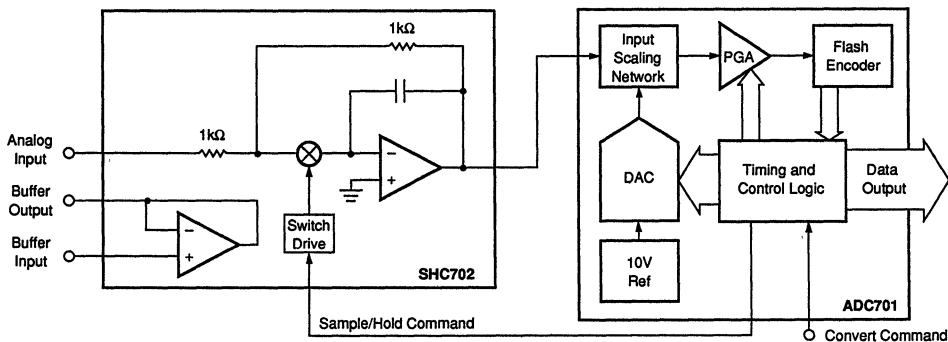 1kΩ
Analog
Input
1kΩ
Buffer
Output
Buffer
Input
−
+
−
+
Switch
Drive
SHC702
Sample/Hold Command
Input
Scaling
Network
PGA
Flash
Encoder
DAC
Timing and
Control Logic
Data
Output
10V
Ref
ADC701
Convert Command